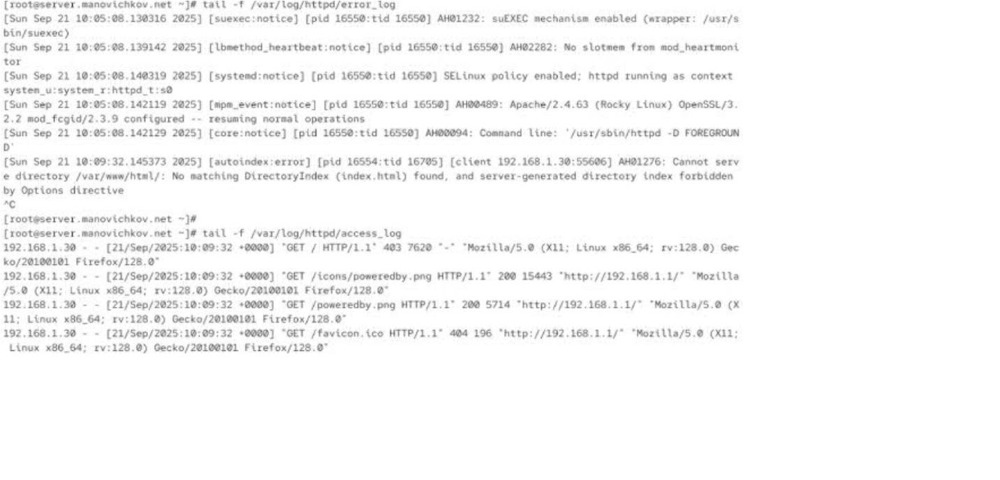 [root@server.manovichkov.net ~]# tail -f /var/log/httpd/error_log
[Sun Sep 21 10:05:08.130316 2025] [suexec:notice] [pid 16550:tid 16550] AH01232: suEXEC mechanism enabled (wrapper: /usr/s
bin/suexec)
[Sun Sep 21 10:05:08.139142 2025] [lbmethod_heartbeat:notice] [pid 16550:tid 16550] AH02282: No slotmem from mod_heartmoni
tor
[Sun Sep 21 10:05:08.140319 2025] [systemd:notice] [pid 16550:tid 16550] SELinux policy enabled; httpd running as context
system_u:system_r:httpd_t:s0
[Sun Sep 21 10:05:08.142119 2025] [mpm_event:notice] [pid 16550:tid 16550] AH00489: Apache/2.4.63 (Rocky Linux) OpenSSL/3.
2.2 mod_fcgid/2.3.9 configured -- resuming normal operations
[Sun Sep 21 10:05:08.142129 2025] [core:notice] [pid 16550:tid 16550] AH00094: Command line: '/usr/sbin/httpd -D FOREGROUN
D'
[Sun Sep 21 10:09:32.145373 2025] [autoindex:error] [pid 16554:tid 16705] [client 192.168.1.30:55606] AH01276: Cannot serv
e directory /var/www/html/: No matching DirectoryIndex (index.html) found, and server-generated directory index forbidden
by Options directive
^C
[root@server.manovichkov.net ~]#
[root@server.manovichkov.net ~]# tail -f /var/log/httpd/access_log
192.168.1.30 - - [21/Sep/2025:10:09:32 +0000] "GET / HTTP/1.1" 403 7620 "-" "Mozilla/5.0 (X11; Linux x86_64; rv:128.0) Gec
ko/20100101 Firefox/128.0"
192.168.1.30 - - [21/Sep/2025:10:09:32 +0000] "GET /icons/poweredby.png HTTP/1.1" 200 15443 "http://192.168.1.1/" "Mozilla
/5.0 (X11; Linux x86_64; rv:128.0) Gecko/20100101 Firefox/128.0"
192.168.1.30 - - [21/Sep/2025:10:09:32 +0000] "GET /poweredby.png HTTP/1.1" 200 5714 "http://192.168.1.1/" "Mozilla/5.0 (X
11; Linux x86_64; rv:128.0) Gecko/20100101 Firefox/128.0"
192.168.1.30 - - [21/Sep/2025:10:09:32 +0000] "GET /favicon.ico HTTP/1.1" 404 196 "http://192.168.1.1/" "Mozilla/5.0 (X11;
 Linux x86_64; rv:128.0) Gecko/20100101 Firefox/128.0"